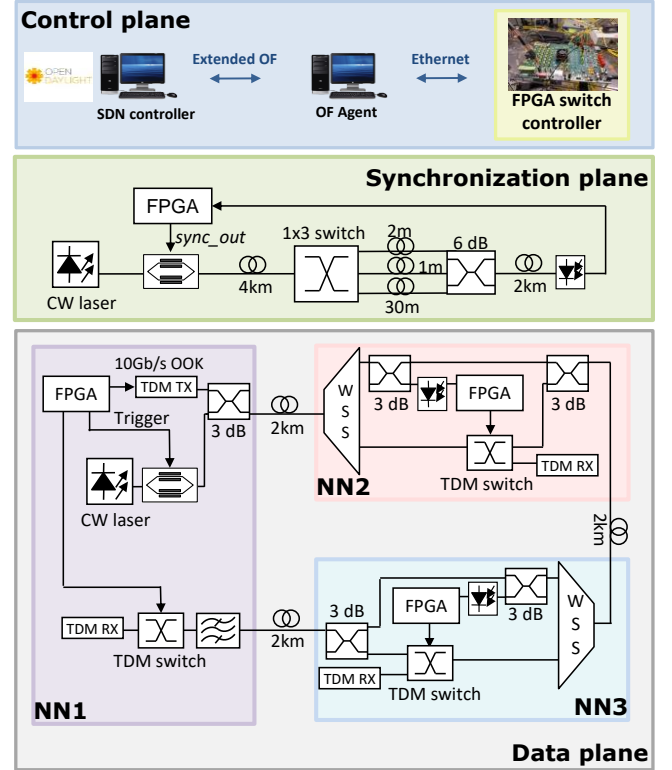 Control plane
OPEN
DAYLIGHT
SDN controller
Extended OF
OF Agent
Ethernet
FPGA switch
controller
Synchronization plane
FPGA
sync_out
CW laser
4km
1x3 switch
2m
1m
30m
6 dB
2km
10Gb/s OOK
FPGA
TDM TX
Trigger
3 dB
CW laser
2km
TDM RX
TDM switch
2km
NN1
W
S
S
3 dB
FPGA
3 dB
TDM switch
TDM RX
NN2
2km
3 dB
FPGA
3 dB
W
S
S
TDM RX
TDM switch
NN3
Data plane